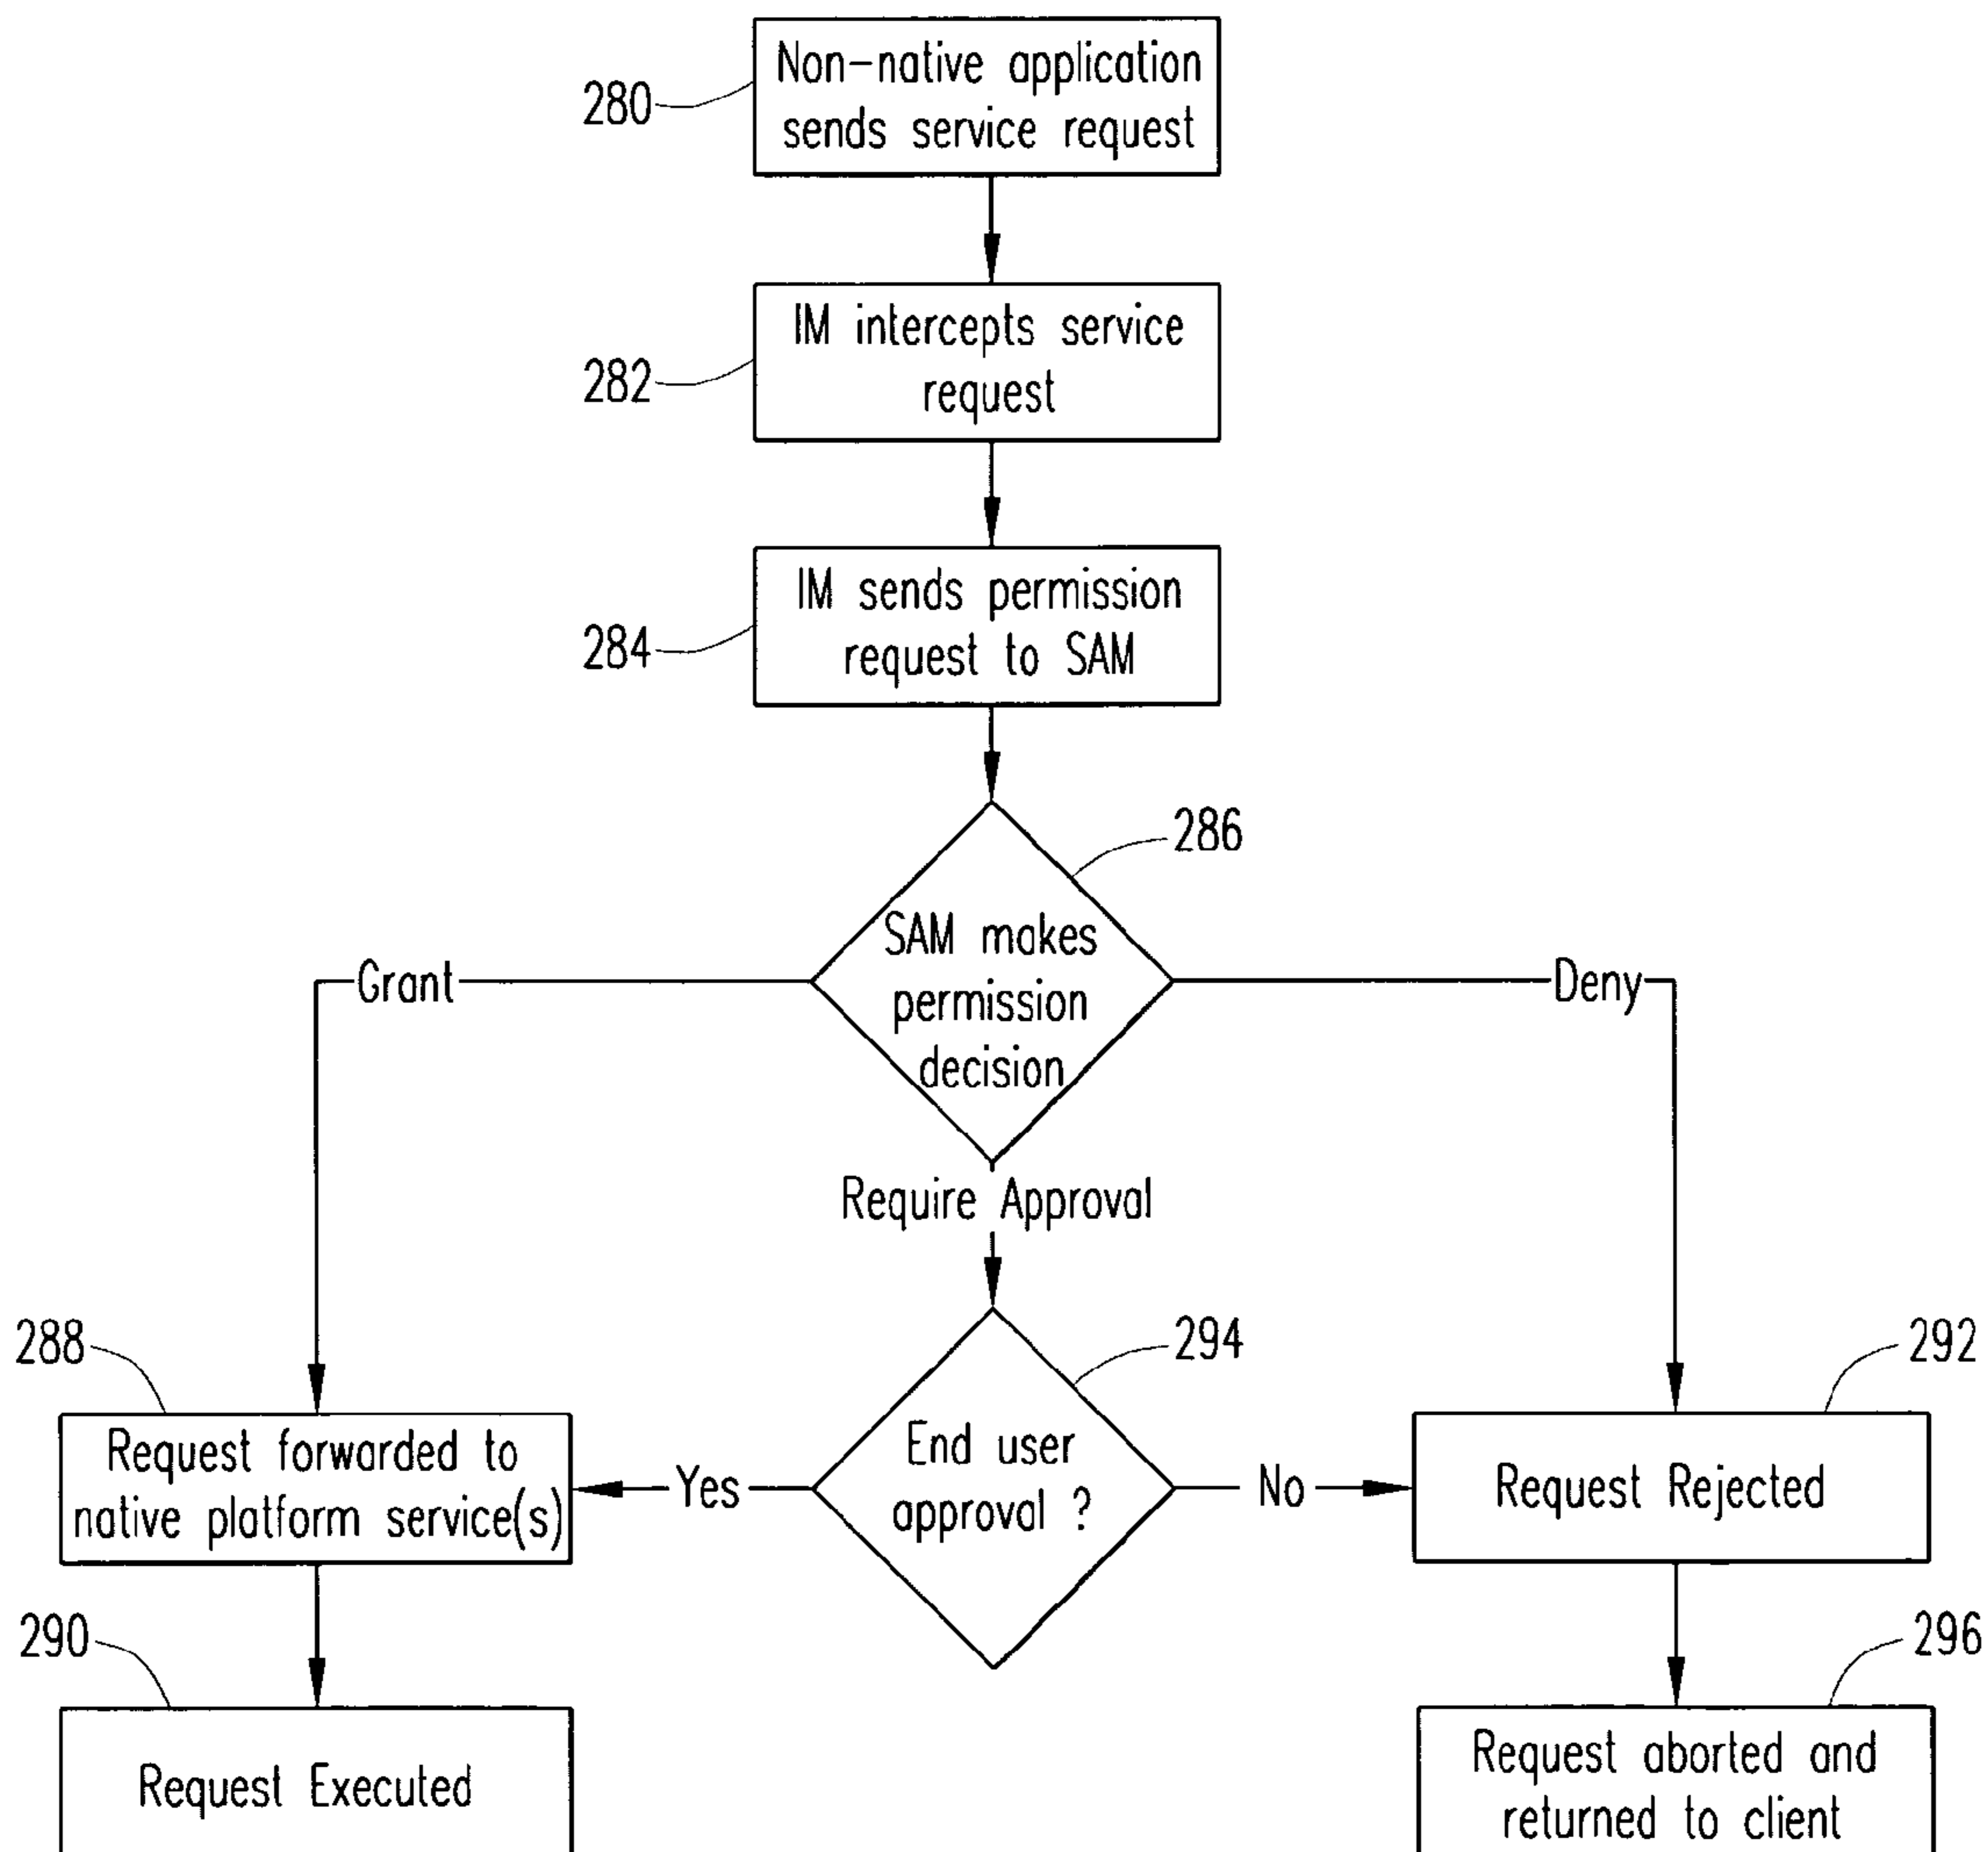 Non-native application
sends service request
280
IM intercepts service
request
282
IM sends permission
request to SAM
284
286
SAM makes
permission
decision
Grant
Deny
Require Approval
288
294
292
Request forwarded to
native platform service(s)
Yes
End user
approval ?
No
Request Rejected
290
296
Request Executed
Request aborted and
returned to client